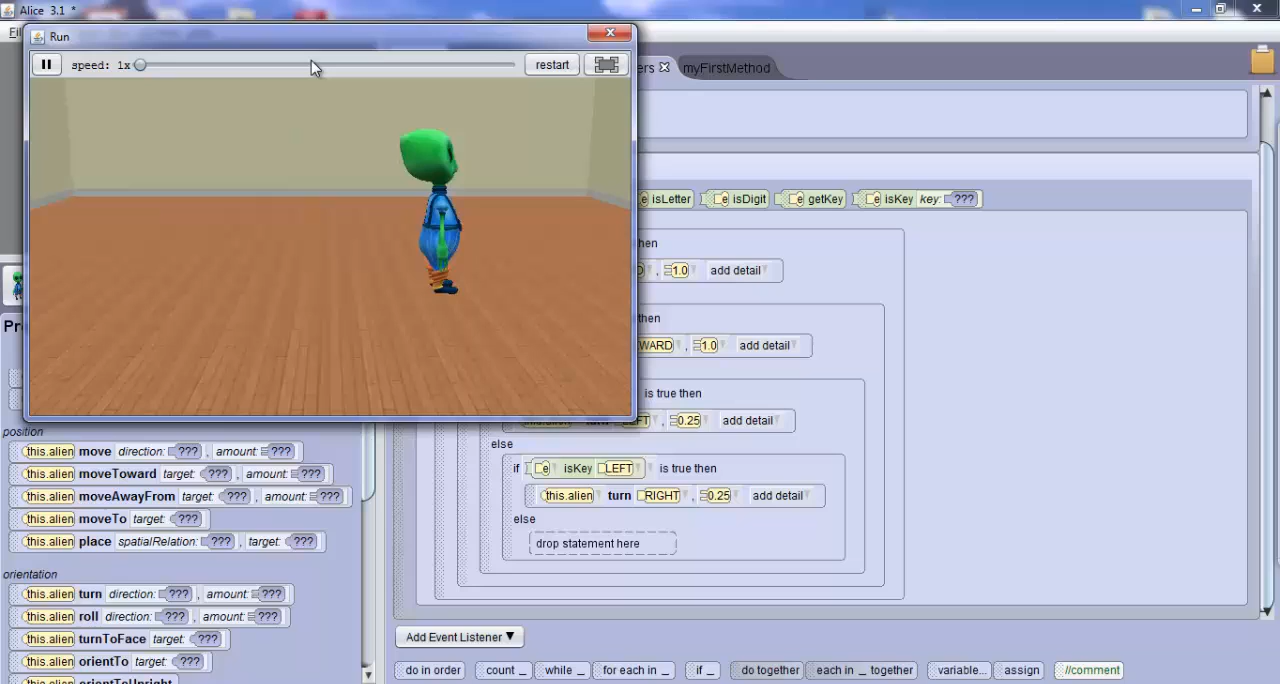 Alice 3.1 *
Run
speed: 1x
restart
ers
myFirstMethod
isLetter
e isDigit
e getKey
e isKey key: ???
then
, 1.0 add detail
then
WARD , 1.0 add detail
is true then
LEFT , 0.25 add detail
else
if e isKey LEFT is true then
this.alien turn RIGHT , 0.25 add detail
else
drop statement here
position
this.alien move direction: ??? , amount: ???
this.alien moveToward target: ??? , amount: ???
this.alien moveAwayFrom target: ??? , amount: ???
this.alien moveTo target: ???
this.alien place spatialRelation: ??? , target: ???
orientation
this.alien turn direction: ??? , amount: ???
this.alien roll direction: ??? , amount: ???
this.alien turnToFace target: ???
this.alien orientTo target: ???
this.alien orientToUpright
Add Event Listener
do in order
count _
while _
for each in _
if _
do together
each in _ together
variable...
assign
//comment